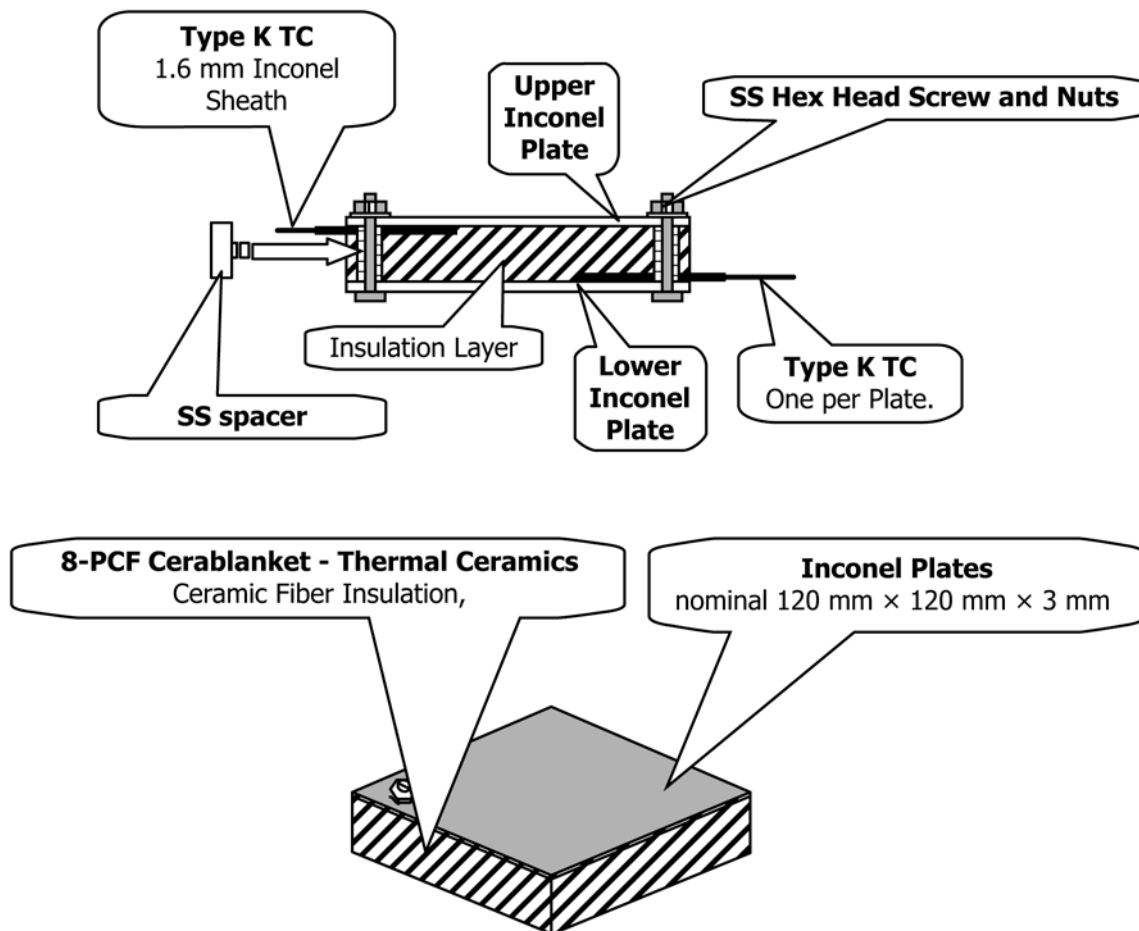 Type K TC
1.6 mm Inconel
Sheath
Upper
Inconel
Plate
SS Hex Head Screw and Nuts
Insulation Layer
SS spacer
Lower
Inconel
Plate
Type K TC
One per Plate.
8-PCF Cerablanket - Thermal Ceramics
Ceramic Fiber Insulation,
Inconel Plates
nominal 120 mm × 120 mm × 3 mm